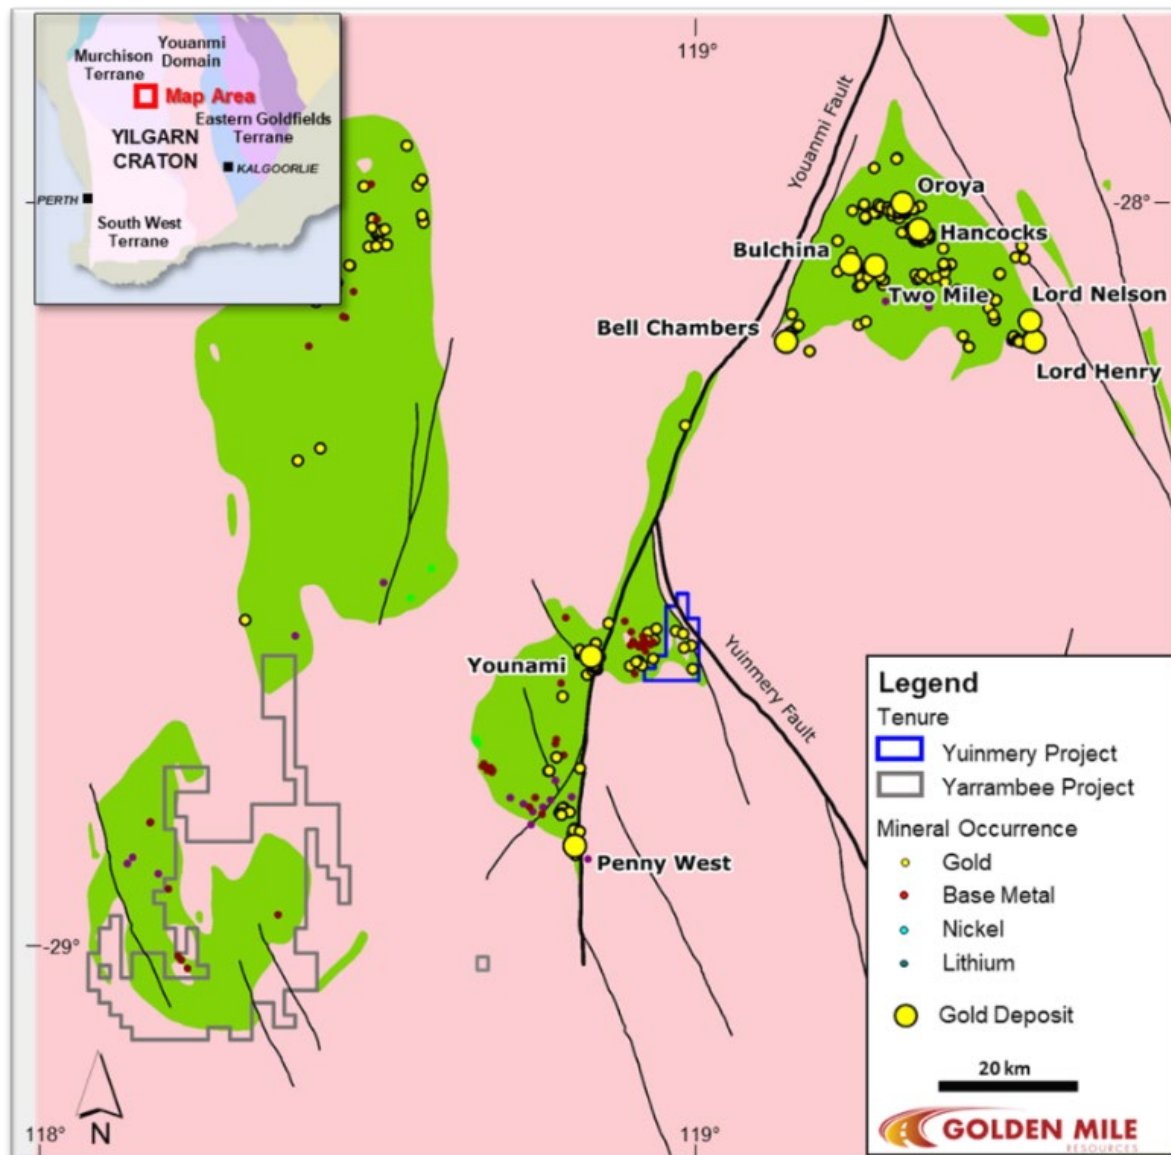 Murchison
Terrane
Youanmi
Domain
Map Area
YILGARN
CRATON
Eastern Goldfields
Terrane
KALGOORLIE
PERTH
South West
Terrane
119°
-28°
Youanmi Fault
Oroya
Hancocks
Bulchina
Two Mile
Lord Nelson
Bell Chambers
Lord Henry
Younami
Yuinmery Fault
Penny West
-29°
Legend
Tenure
Yuinmery Project
Yarrambee Project
Mineral Occurrence
Gold
Base Metal
Nickel
Lithium
Gold Deposit
20 km
GOLDEN MILE
RESOURCES
N
118°
119°